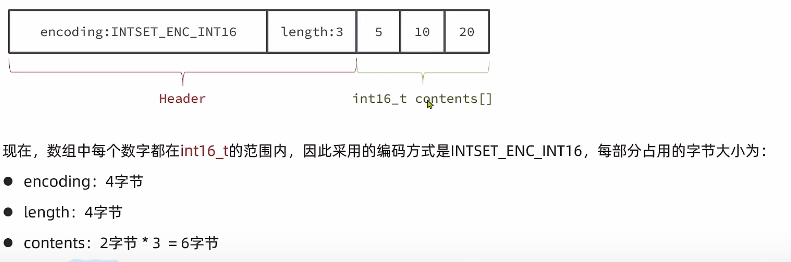 encoding:INTSET_ENC_INT16 length:3 5 10 20
Header int16_t contents[]
现在，数组中每个数字都在int16_t的范围内，因此采用的编码方式是INTSET_ENC_INT16，每部分占用的字节大小为：
● encoding：4字节
● length：4字节
● contents：2字节 * 3 = 6字节